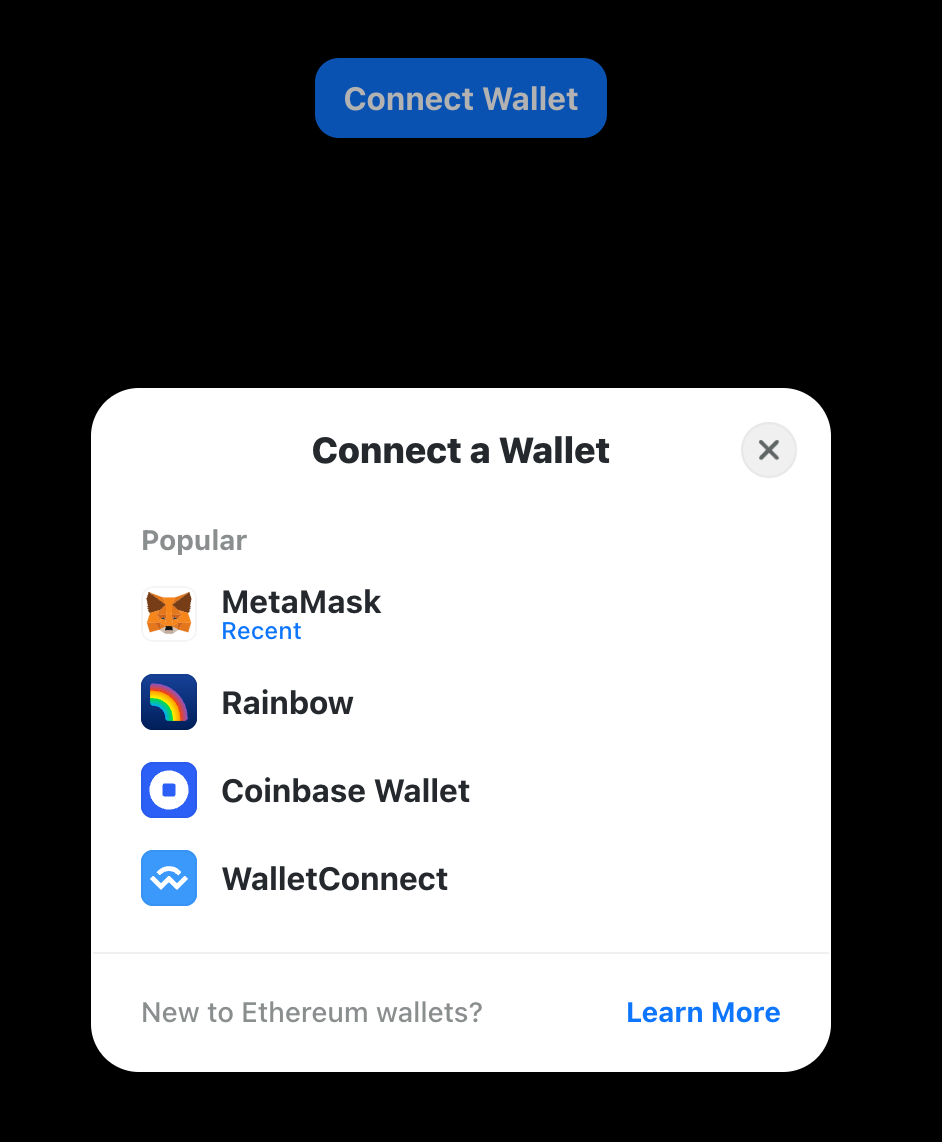 Connect Wallet
Connect a Wallet
Popular
MetaMask
Recent
Rainbow
Coinbase Wallet
WalletConnect
New to Ethereum wallets? Learn More